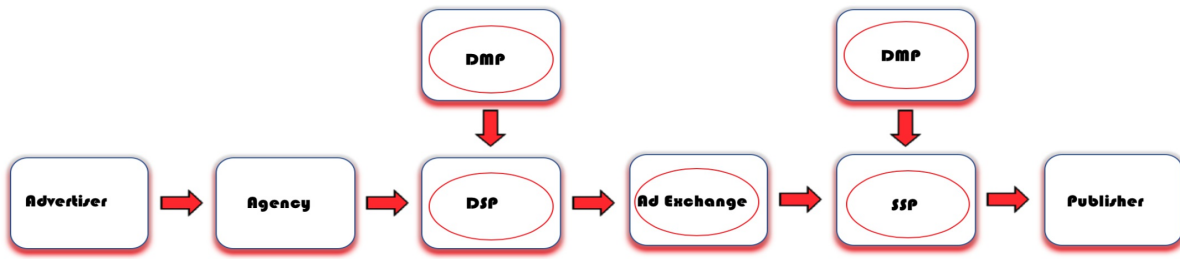 DMP
DMP
Advertiser
Agency
DSP
Ad Exchange
SSP
Publisher